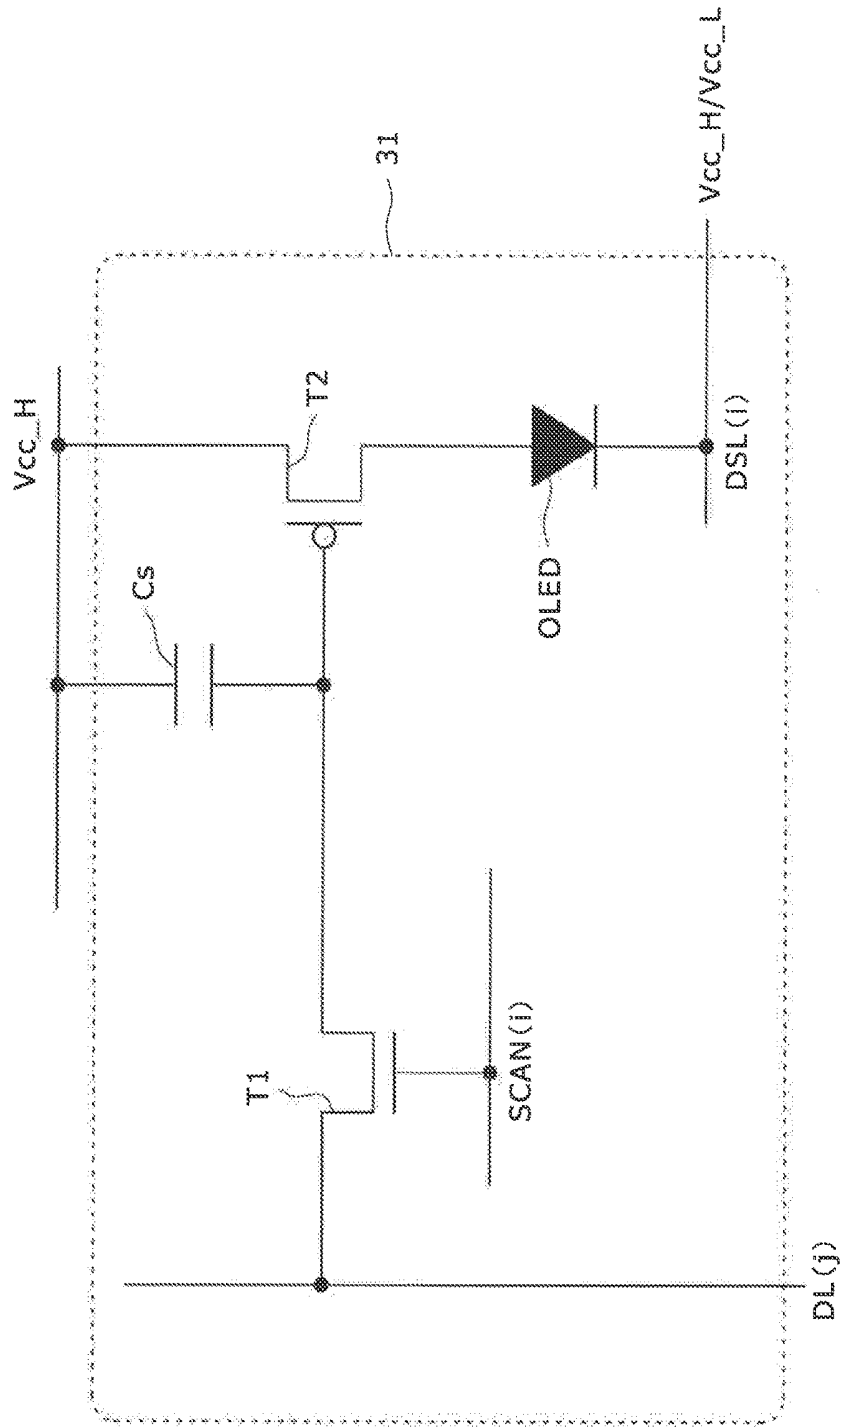 Vcc_H
31
Cs
T2
T1
OLED
SCAN(i)
DSL(i)
Vcc_H/Vcc_L
DL(j)